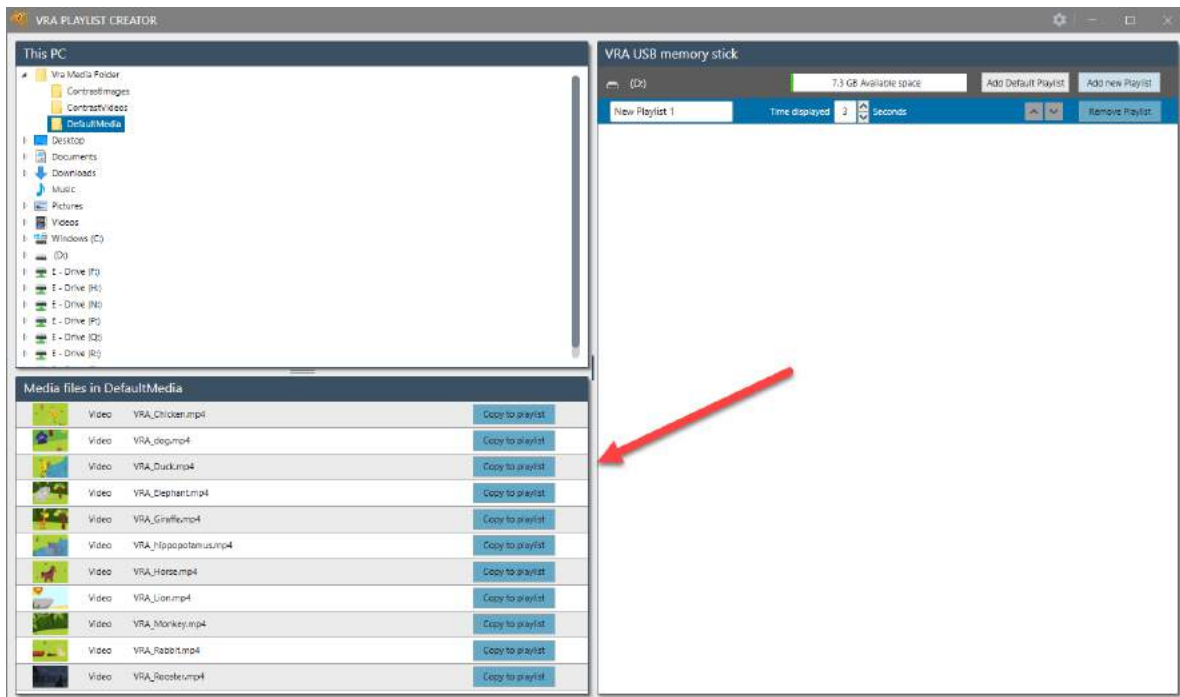 VRA PLAYLIST CREATOR
This PC
Vra Media Folder
ContrastImages
ContrastVideos
DefaultMedia
Desktop
Documents
Downloads
Music
Pictures
Videos
Windows (C:)
(D:)
E - Drive (F:)
E - Drive (H:)
E - Drive (N:)
E - Drive (P:)
E - Drive (Q:)
E - Drive (R:)
Media files in DefaultMedia
Video VRA_Chicken.mp4 Copy to playlist
Video VRA_dog.mp4 Copy to playlist
Video VRA_Duck.mp4 Copy to playlist
Video VRA_Elephant.mp4 Copy to playlist
Video VRA_Giraffe.mp4 Copy to playlist
Video VRA_hippopotamus.mp4 Copy to playlist
Video VRA_Horse.mp4 Copy to playlist
Video VRA_Lion.mp4 Copy to playlist
Video VRA_Monkey.mp4 Copy to playlist
Video VRA_Rabbit.mp4 Copy to playlist
Video VRA_Rooster.mp4 Copy to playlist
VRA USB memory stick
(D:) 7.3 GB Available space Add Default Playlist Add new Playlist
New Playlist 1 Time displayed 3 Seconds Remove Playlist